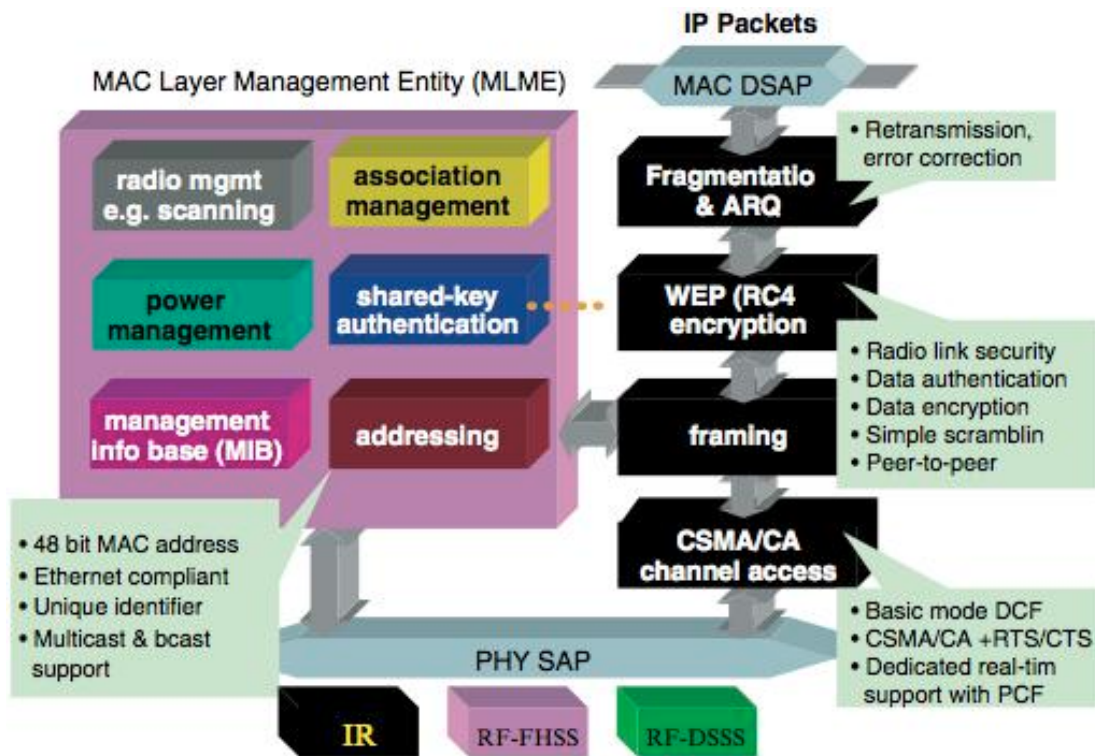 IP Packets
MAC Layer Management Entity (MLME)
MAC DSAP
• Retransmission,
error correction
radio mgmt
e.g. scanning
association
management
Fragmentatio
& ARQ
power
management
shared-key
authentication
WEP (RC4
encryption
• Radio link security
• Data authentication
• Data encryption
• Simple scramblin
• Peer-to-peer
management
info base (MIB)
addressing
framing
• 48 bit MAC address
• Ethernet compliant
• Unique identifier
• Multicast & bcast
support
CSMA/CA
channel access
• Basic mode DCF
• CSMA/CA +RTS/CTS
• Dedicated real-tim
support with PCF
PHY SAP
IR
RF-FHSS
RF-DSSS